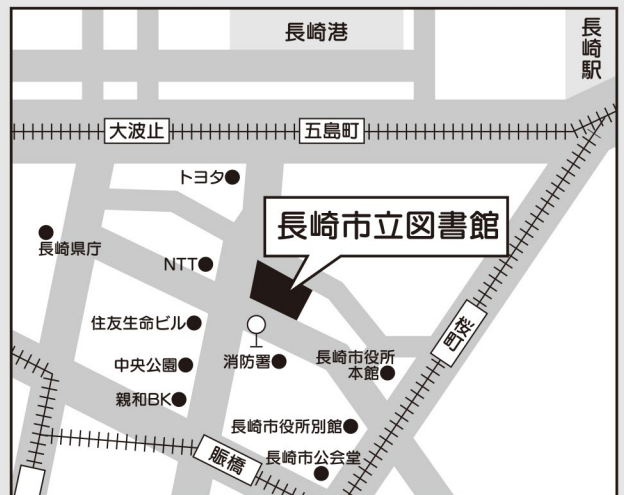 長崎港
長崎駅
大波止
五島町
トヨタ
長崎市立図書館
長崎県庁
NTT
住友生命ビル
桜町
中央公園
消防署
長崎市役所
本館
親和BK
長崎市役所別館
賑橋
長崎市公会堂